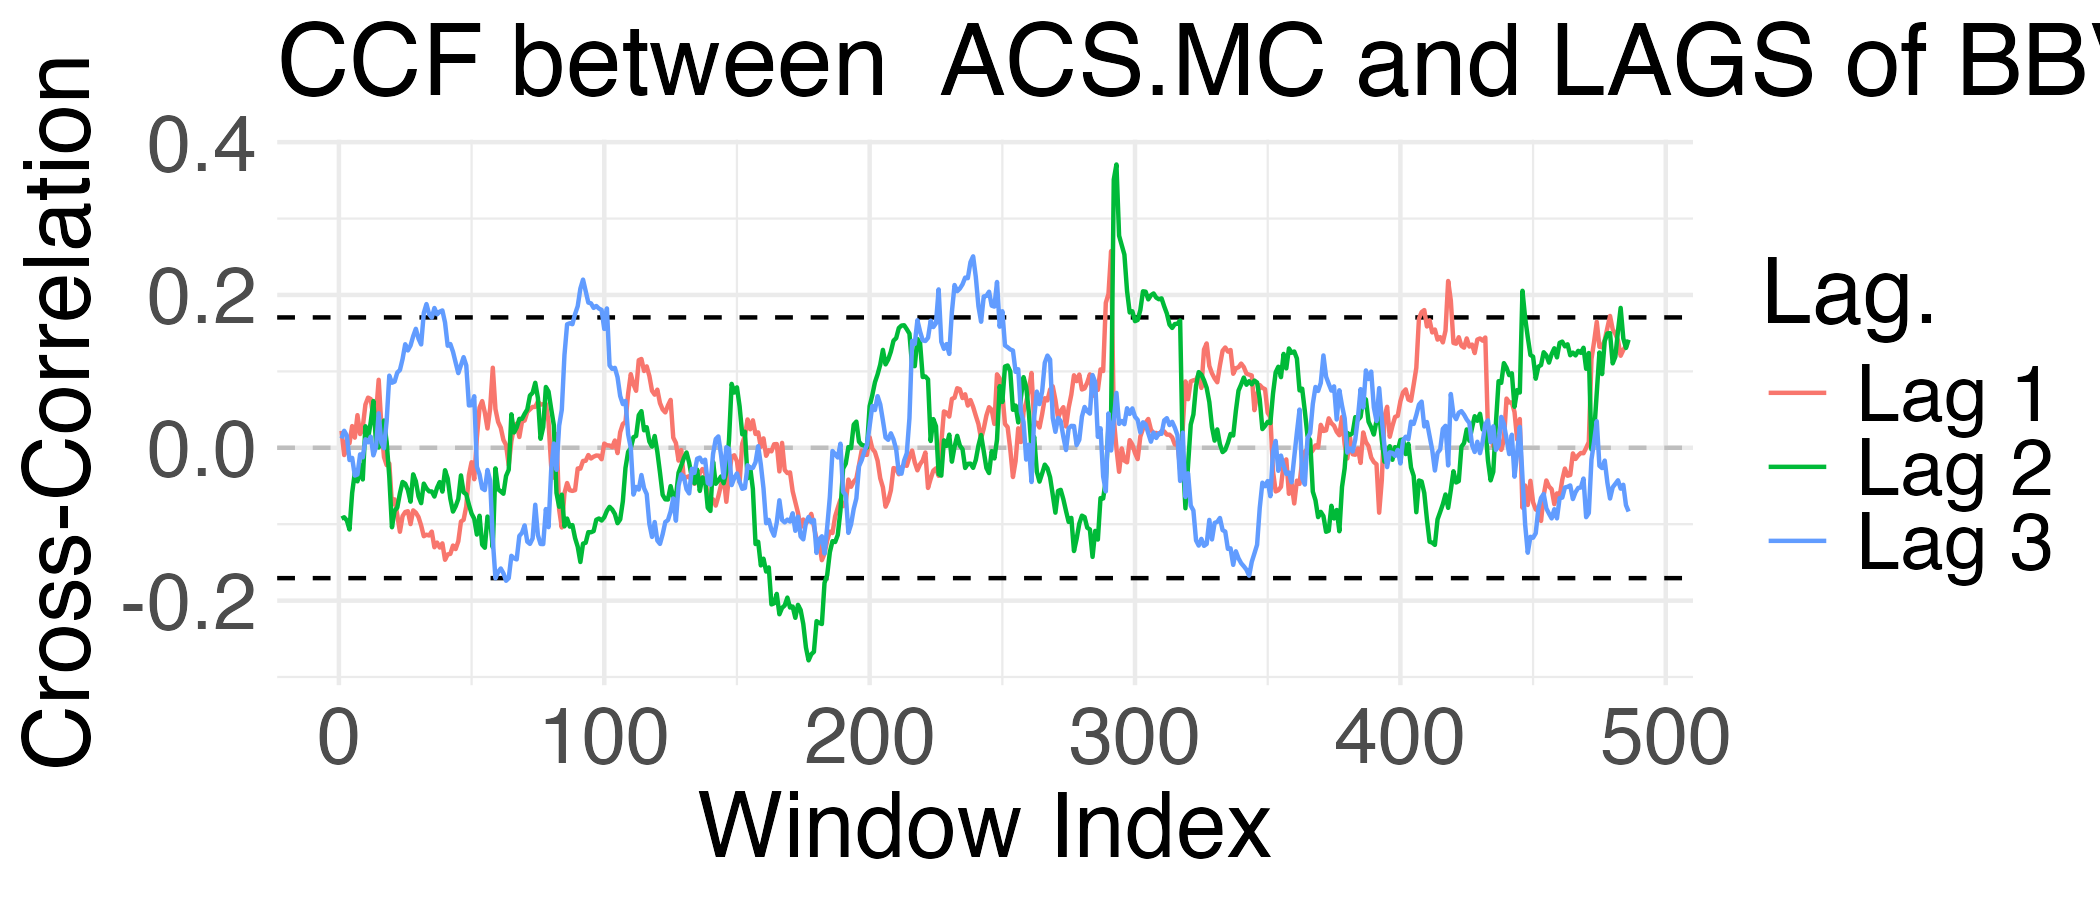 CCF between ACS.MC and LAGS of BBV
Cross-Correlation
0.4
0.2
0.0
-0.2
0 100 200 300 400 500
Window Index
Lag.
Lag 1
Lag 2
Lag 3